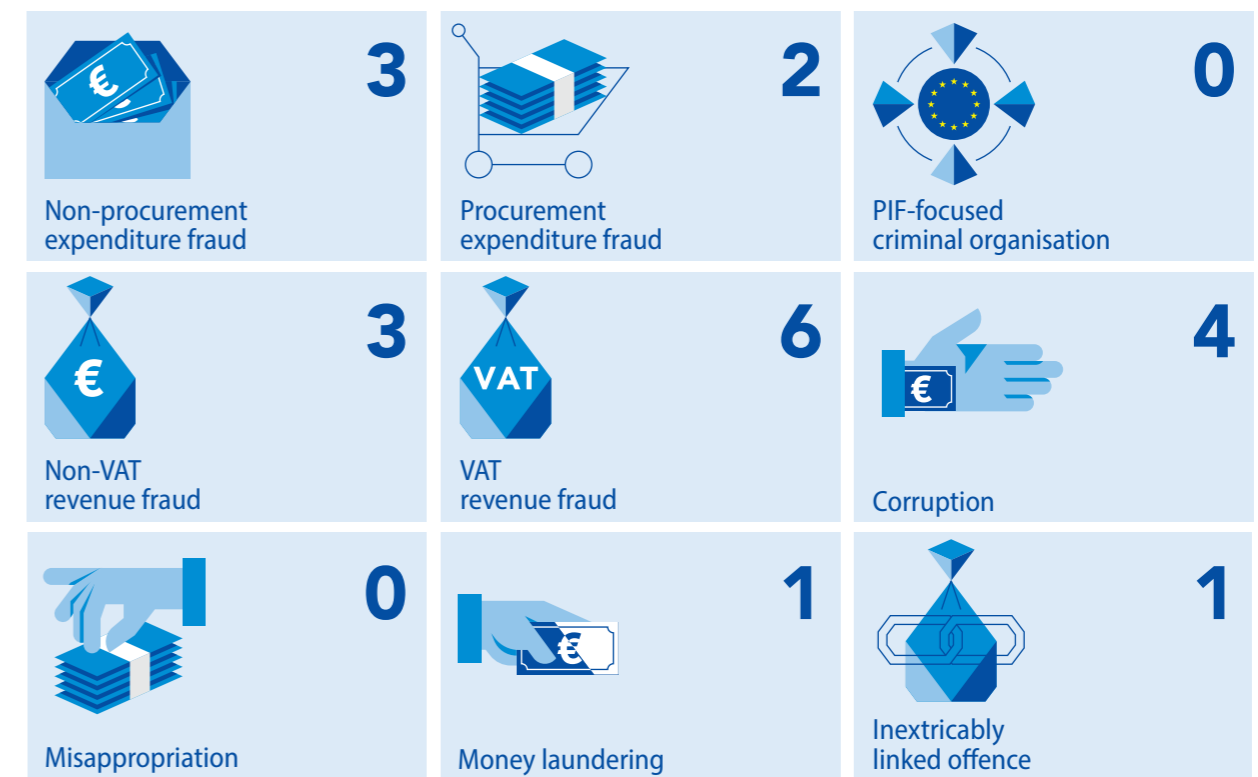 3
€
Non-procurement
expenditure fraud
2
Procurement
expenditure fraud
0
PIF-focused
criminal organisation
3
€
Non-VAT
revenue fraud
6
VAT
VAT
revenue fraud
4
€
Corruption
0
Misappropriation
1
€
Money laundering
1
Inextricably
linked offence